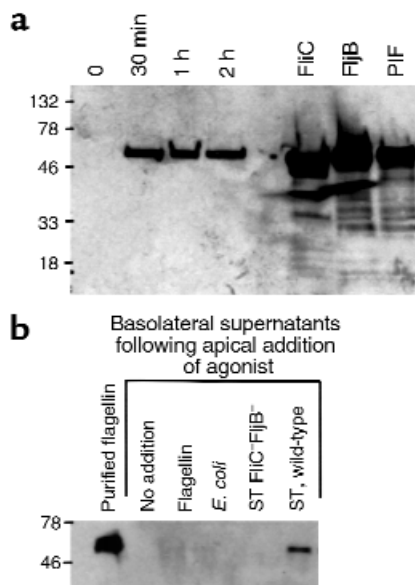 a
0
30 min
1 h
2 h
FliC
FljB
PIF
132
78
46
33
18
b
Basolateral supernatants
following apical addition
of agonist
Purified flagellin
No addition
Flagellin
E. coli
ST FliC⁻FljB⁻
ST, wild-type
78
46